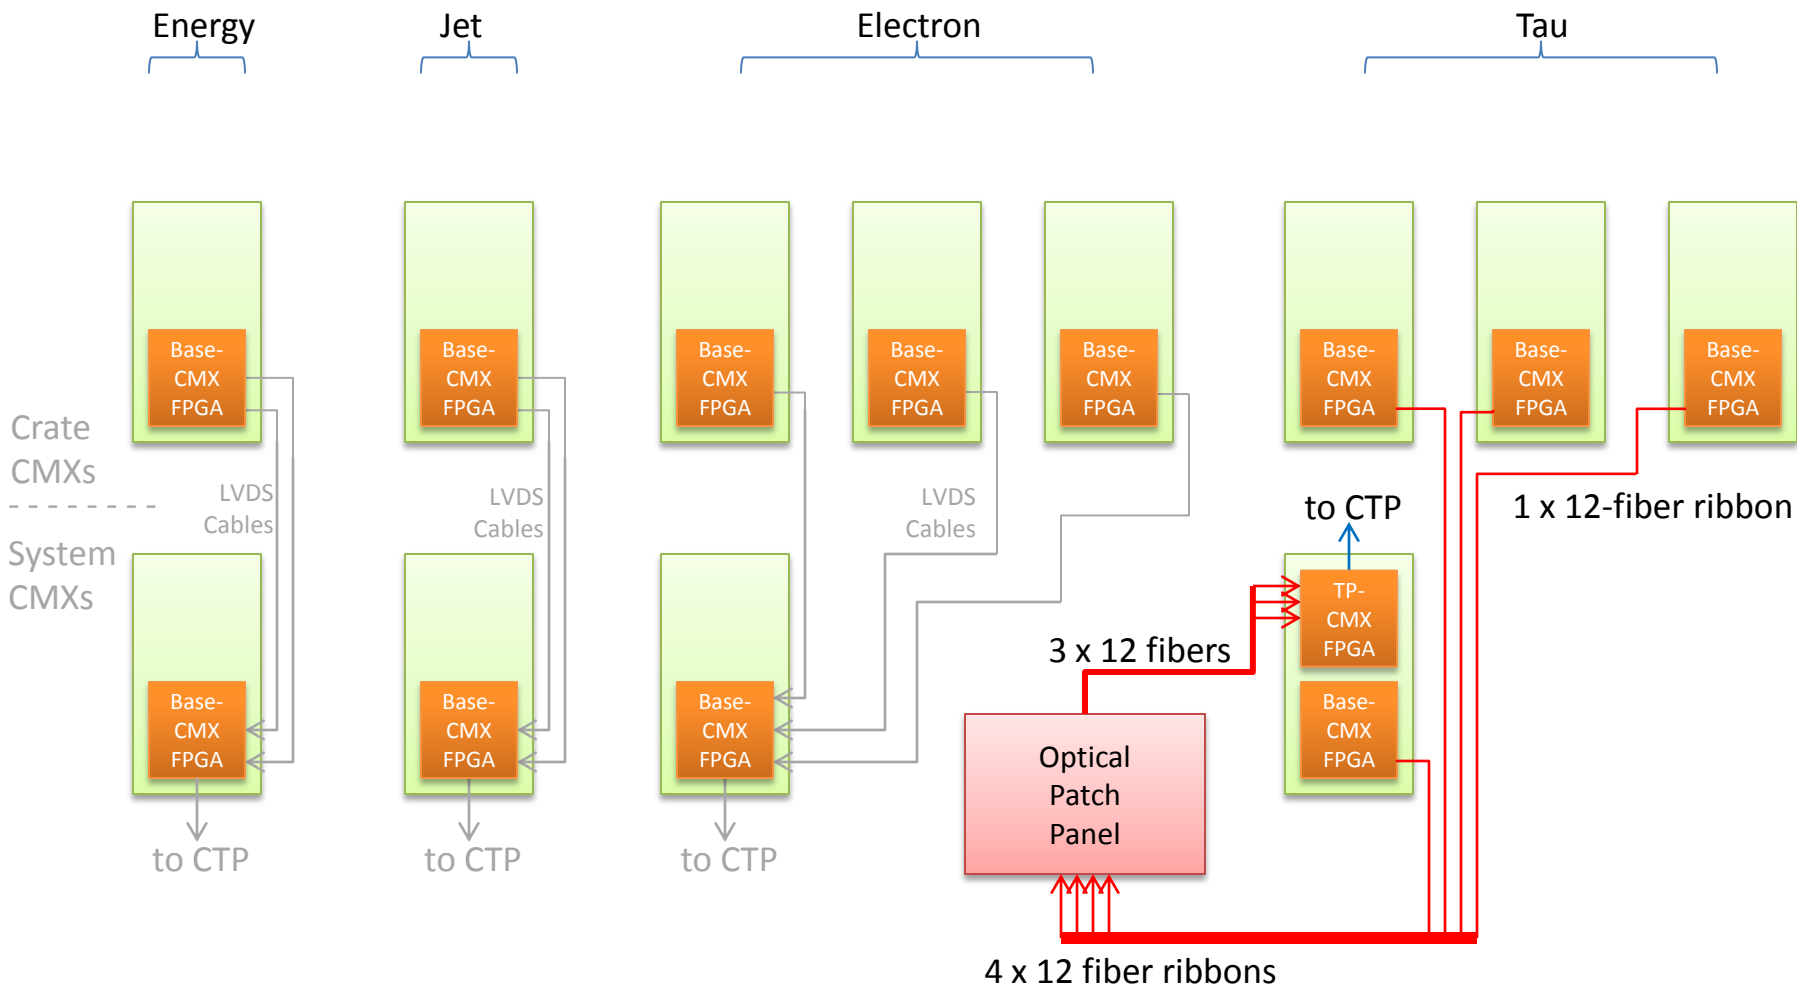 Energy
Jet
Electron
Tau
Base-
CMX
FPGA
Base-
CMX
FPGA
Base-
CMX
FPGA
Base-
CMX
FPGA
Base-
CMX
FPGA
Base-
CMX
FPGA
Base-
CMX
FPGA
Base-
CMX
FPGA
Crate
CMXs
System
CMXs
LVDS
Cables
LVDS
Cables
LVDS
Cables
to CTP
1 x 12-fiber ribbon
TP-
CMX
FPGA
3 x 12 fibers
Base-
CMX
FPGA
Base-
CMX
FPGA
Base-
CMX
FPGA
Base-
CMX
FPGA
Optical
Patch
Panel
to CTP
to CTP
to CTP
4 x 12 fiber ribbons